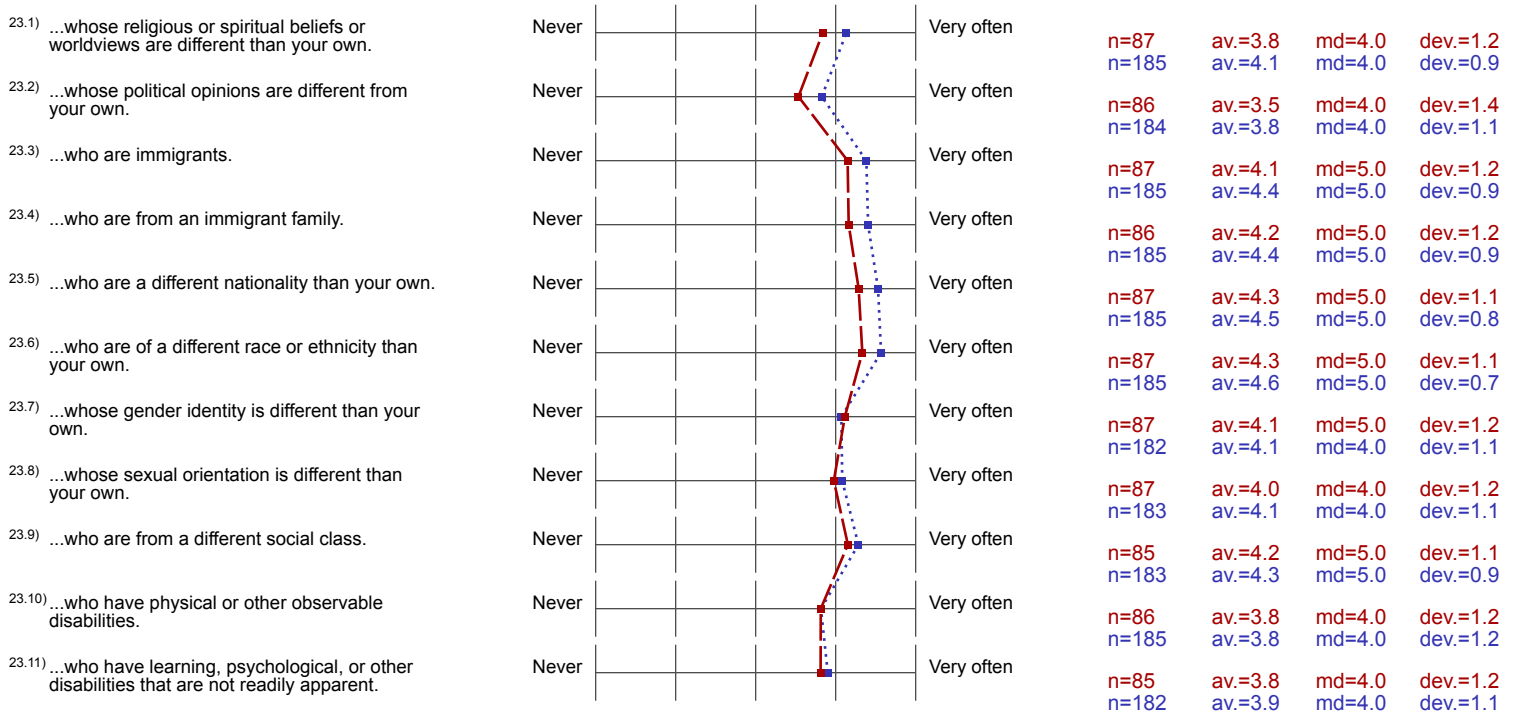 23.1) ...whose religious or spiritual beliefs or
worldviews are different than your own.
Never
Very often
n=87 av.=3.8 md=4.0 dev.=1.2
n=185 av.=4.1 md=4.0 dev.=0.9
23.2) ...whose political opinions are different from
your own.
Never
Very often
n=86 av.=3.5 md=4.0 dev.=1.4
n=184 av.=3.8 md=4.0 dev.=1.1
23.3) ...who are immigrants.
Never
Very often
n=87 av.=4.1 md=5.0 dev.=1.2
n=185 av.=4.4 md=5.0 dev.=0.9
23.4) ...who are from an immigrant family.
Never
Very often
n=86 av.=4.2 md=5.0 dev.=1.2
n=185 av.=4.4 md=5.0 dev.=0.9
23.5) ...who are a different nationality than your own.
Never
Very often
n=87 av.=4.3 md=5.0 dev.=1.1
n=185 av.=4.5 md=5.0 dev.=0.8
23.6) ...who are of a different race or ethnicity than
your own.
Never
Very often
n=87 av.=4.3 md=5.0 dev.=1.1
n=185 av.=4.6 md=5.0 dev.=0.7
23.7) ...whose gender identity is different than your
own.
Never
Very often
n=87 av.=4.1 md=5.0 dev.=1.2
n=182 av.=4.1 md=4.0 dev.=1.1
23.8) ...whose sexual orientation is different than
your own.
Never
Very often
n=87 av.=4.0 md=4.0 dev.=1.2
n=183 av.=4.1 md=4.0 dev.=1.1
23.9) ...who are from a different social class.
Never
Very often
n=85 av.=4.2 md=5.0 dev.=1.1
n=183 av.=4.3 md=5.0 dev.=0.9
23.10) ...who have physical or other observable
disabilities.
Never
Very often
n=86 av.=3.8 md=4.0 dev.=1.2
n=185 av.=3.8 md=4.0 dev.=1.2
23.11) ...who have learning, psychological, or other
disabilities that are not readily apparent.
Never
Very often
n=85 av.=3.8 md=4.0 dev.=1.2
n=182 av.=3.9 md=4.0 dev.=1.1